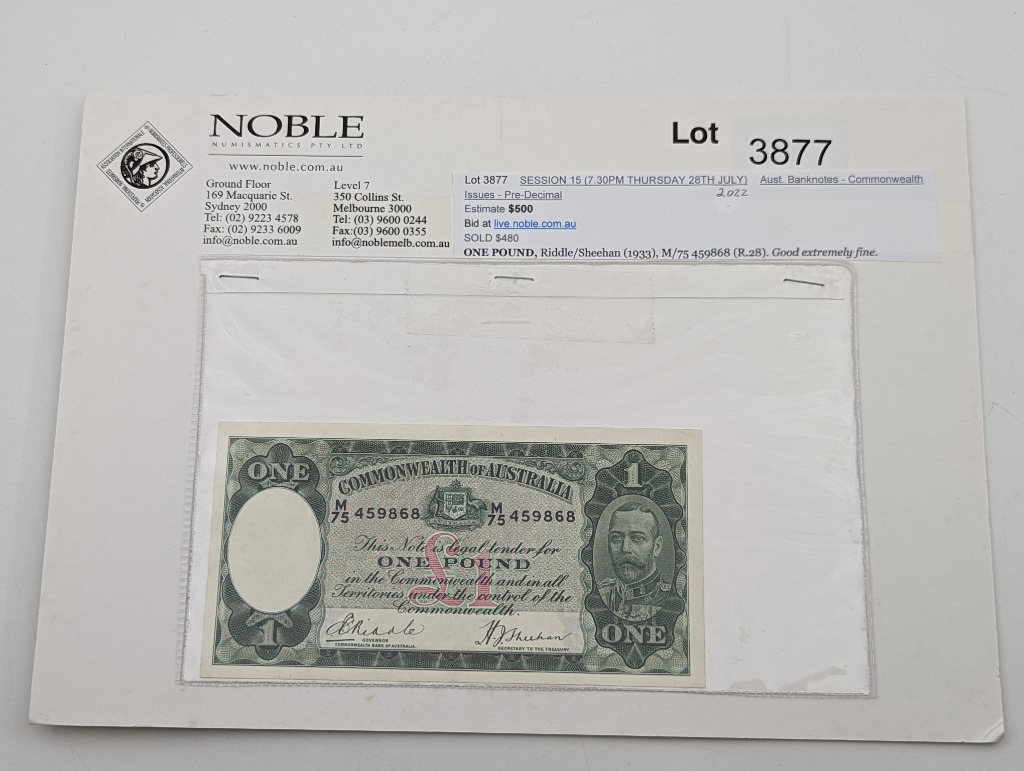 NOBLE
NUMISMATICS PTY LTD
www.noble.com.au
Ground Floor
169 Macquarie St.
Sydney 2000
Tel: (02) 9223 4578
Fax: (02) 9233 6009
info@noble.com.au
Level 7
350 Collins St.
Melbourne 3000
Tel: (03) 9600 0244
Fax:(03) 9600 0355
info@noblemelb.com.au
Lot 3877
Lot 3877 SESSION 15 (7.30PM THURSDAY 28TH JULY) Aust. Banknotes - Commonwealth
Issues - Pre-Decimal
2022
Estimate $500
Bid at live.noble.com.au
SOLD $480
ONE POUND, Riddle/Sheehan (1933), M/75 459868 (R.28). Good extremely fine.
ONE
COMMONWEALTH OF AUSTRALIA
1
M/75 459868
M/75 459868
£1
This Note is legal tender for
ONE POUND
in the Commonwealth and in all
Territories under the control of the
Commonwealth.
1
ECRiddle
GOVERNOR
COMMONWEALTH BANK OF AUSTRALIA.
H.J. Sheehan
SECRETARY TO THE TREASURY.
ONE